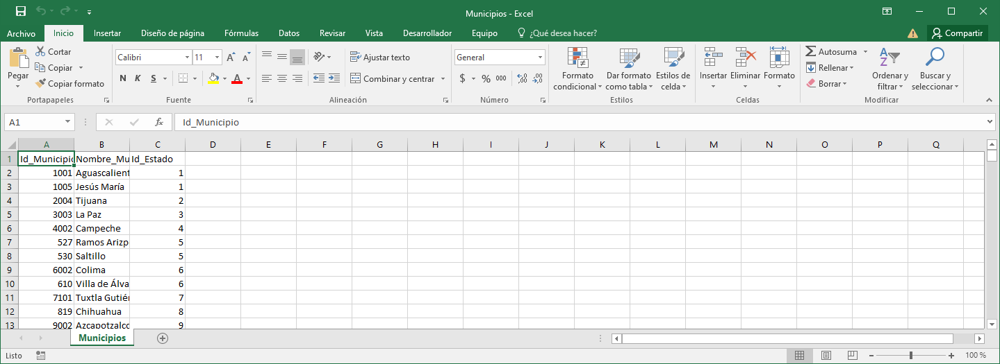 Municipios - Excel
Archivo Inicio Insertar Diseño de página Fórmulas Datos Revisar Vista Desarrollador Equipo ¿Qué desea hacer? Compartir
Pegar
Cortar
Copiar
Copiar formato
Portapapeles
Calibri 11
N K S A A A
Fuente
Ajustar texto
Combinar y centrar
Alineación
General
$ % 000
Número
Formato condicional
Dar formato como tabla
Estilos de celda
Estilos
Insertar Eliminar Formato
Celdas
Autosuma
Rellenar
Borrar
Ordenar y filtrar
Buscar y seleccionar
Modificar
A1 fx Id_Municipio
A B C D E F G H I J K L M N O P Q
1 Id_Municipio Nombre_Mu Id_Estado
2 1001 Aguascalient 1
3 1005 Jesús María 1
4 2004 Tijuana 2
5 3003 La Paz 3
6 4002 Campeche 4
7 527 Ramos Arizp 5
8 530 Saltillo 5
9 6002 Colima 6
10 610 Villa de Álva 6
11 7101 Tuxtla Gutiér 7
12 819 Chihuahua 8
13 9002 Azcapotzalco 9
Municipios
Listo 100 %